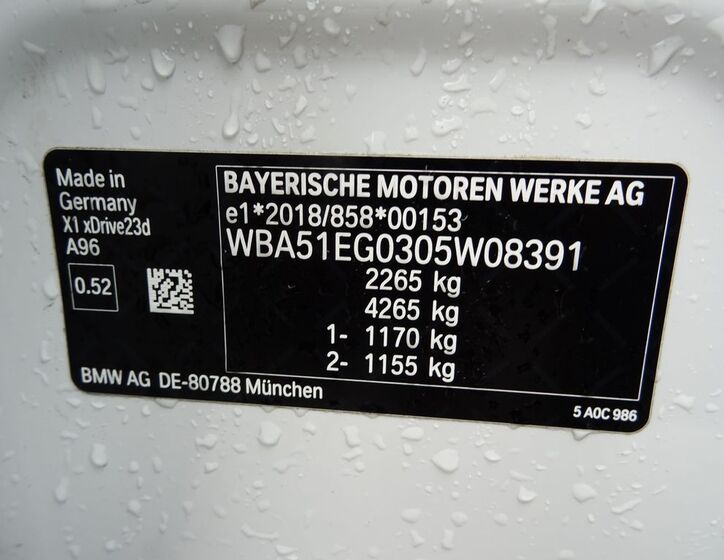 Made in
Germany
X1 xDrive23d
A96
0.52
BMW AG DE-80788 München
BAYERISCHE MOTOREN WERKE AG
e1*2018/858*00153
WBA51EG0305W08391
2265 kg
4265 kg
1- 1170 kg
2- 1155 kg
5 A0C 986